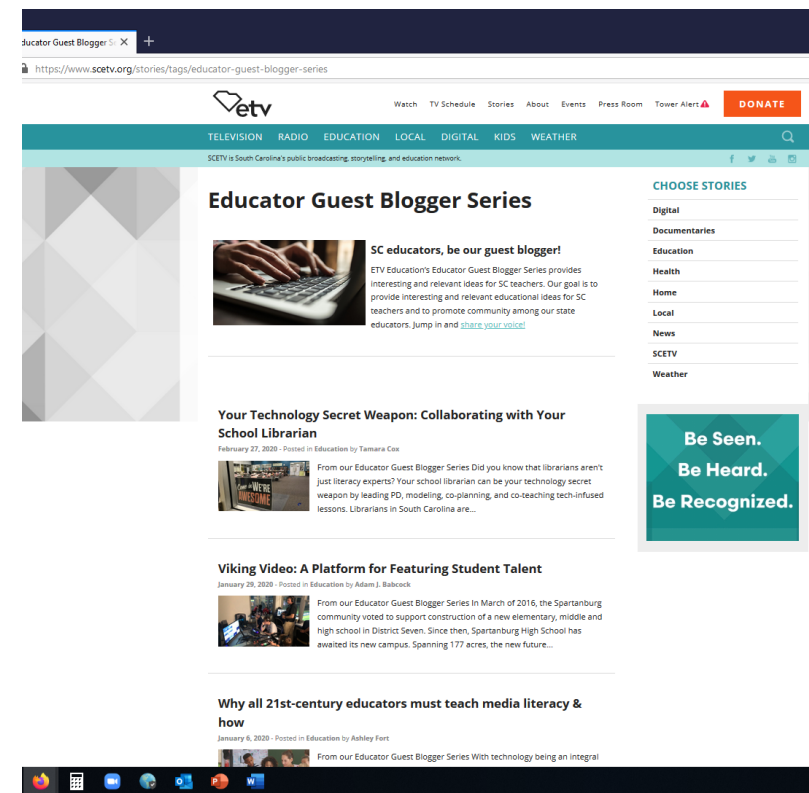 ducator Guest Blogger S
https://www.scetv.org/stories/tags/educator-guest-blogger-series
etv
Watch TV Schedule Stories About Events Press Room Tower Alert
DONATE
TELEVISION RADIO EDUCATION LOCAL DIGITAL KIDS WEATHER
SCETV is South Carolina's public broadcasting, storytelling, and education network.
Educator Guest Blogger Series
SC educators, be our guest blogger!
ETV Education's Educator Guest Blogger Series provides
interesting and relevant ideas for SC teachers. Our goal is to
provide interesting and relevant educational ideas for SC
teachers and to promote community among our state
educators. Jump in and share your voice!
CHOOSE STORIES
Digital
Documentaries
Education
Health
Home
Local
News
SCETV
Weather
Be Seen.
Be Heard.
Be Recognized.
Your Technology Secret Weapon: Collaborating with Your
School Librarian
February 27, 2020 - Posted in Education by Tamara Cox
WE'RE
AWESOME
From our Educator Guest Blogger Series Did you know that librarians aren't
just literacy experts? Your school librarian can be your technology secret
weapon by leading PD, modeling, co-planning, and co-teaching tech-infused
lessons. Librarians in South Carolina are...
Viking Video: A Platform for Featuring Student Talent
January 29, 2020 - Posted in Education by Adam J. Babcock
From our Educator Guest Blogger Series In March of 2016, the Spartanburg
community voted to support construction of a new elementary, middle and
high school in District Seven. Since then, Spartanburg High School has
awaited its new campus. Spanning 177 acres, the new future...
Why all 21st-century educators must teach media literacy &
how
January 6, 2020 - Posted in Education by Ashley Fort
From our Educator Guest Blogger Series With technology being an integral